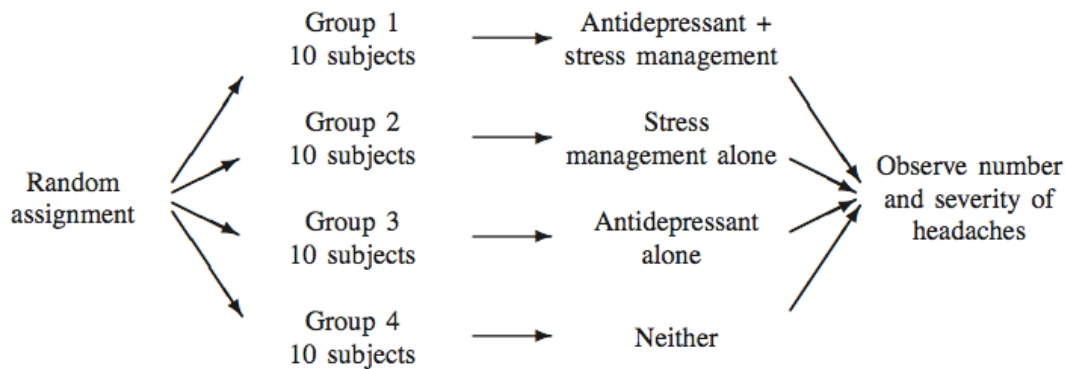 Random
assignment
Group 1
10 subjects
Antidepressant +
stress management
Group 2
10 subjects
Stress
management alone
Group 3
10 subjects
Antidepressant
alone
Group 4
10 subjects
Neither
Observe number
and severity of
headaches